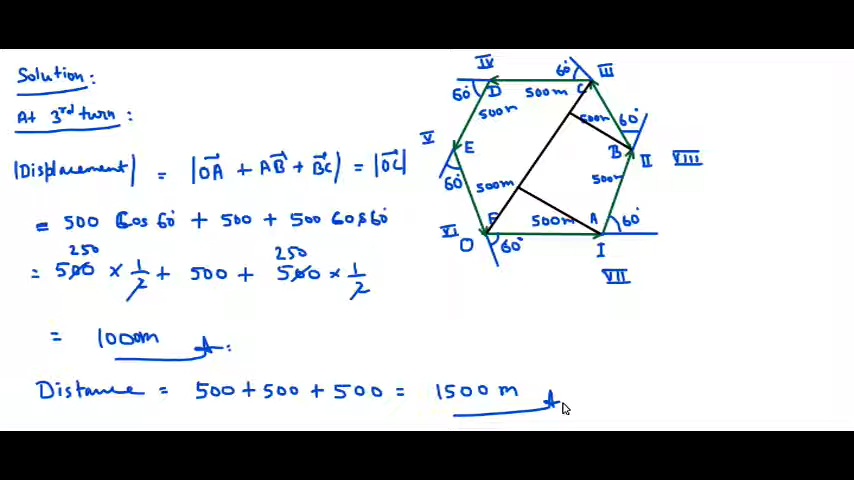 Solution:
At 3rd turn:
|Displacement| = |OA + AB + BC| = |OC|
= 500 Cos 60° + 500 + 500 Cos 60°
250 250
= 500 × 1/2 + 500 + 500 × 1/2
= 1000m A:
Distance = 500 + 500 + 500 = 1500 m A
IV
60°
III
D
C
60°
500m
500m
500m
60°
V
E
B
II
VIII
60°
500m
500m
VI
F
500m
A
60°
O
60°
I
VII